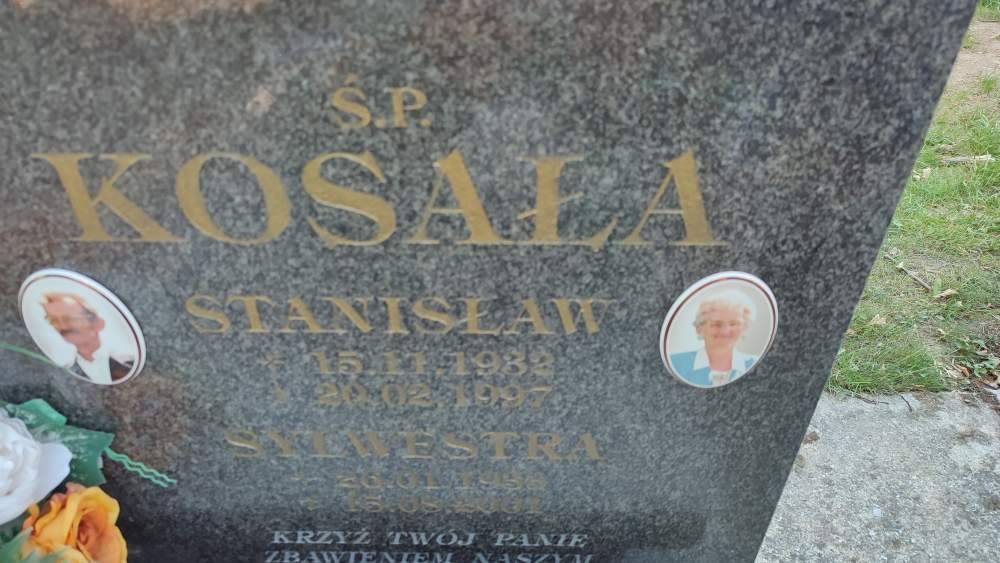 Ś.P.
KOSAŁA
STANISŁAW
* 15.11.1932
+ 20.02.1997
SYLWESTRA
KRZYŻ TWÓJ PANIE
ZBAWIENIEM NASZYM